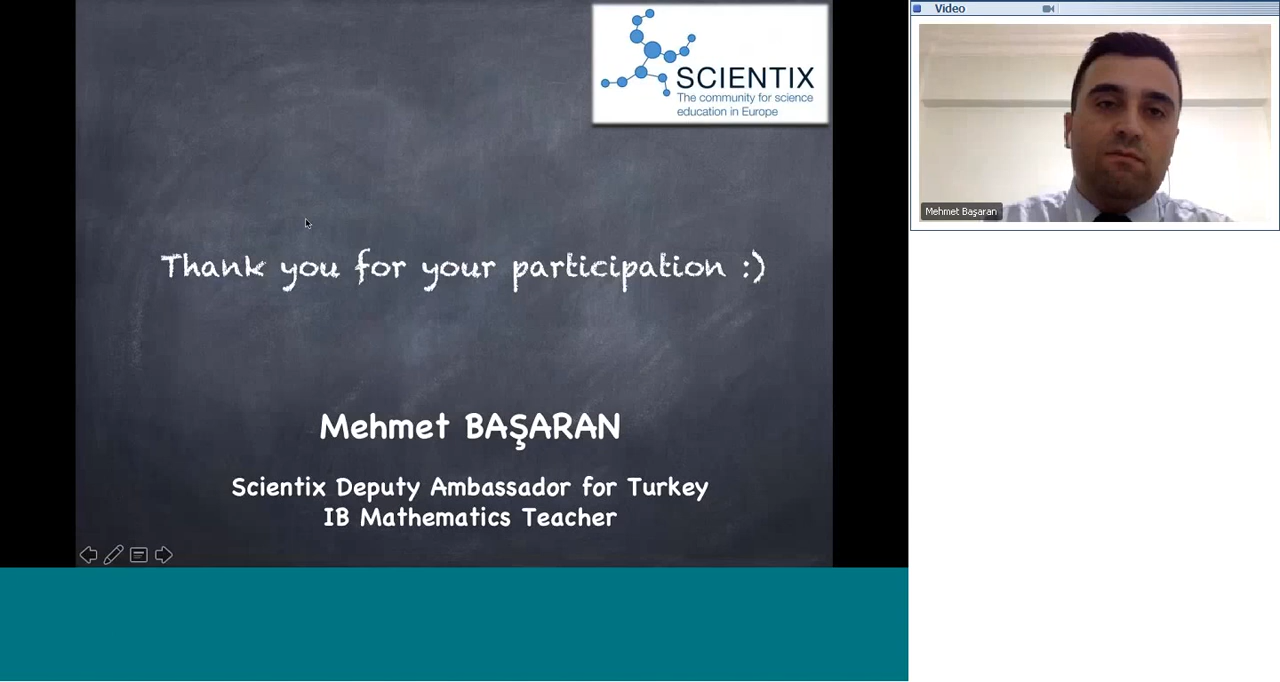 SCIENTIX
The community for science
education in Europe
Thank you for your participation :)
Mehmet BAŞARAN
Scientix Deputy Ambassador for Turkey
IB Mathematics Teacher
Video
Mehmet Başaran